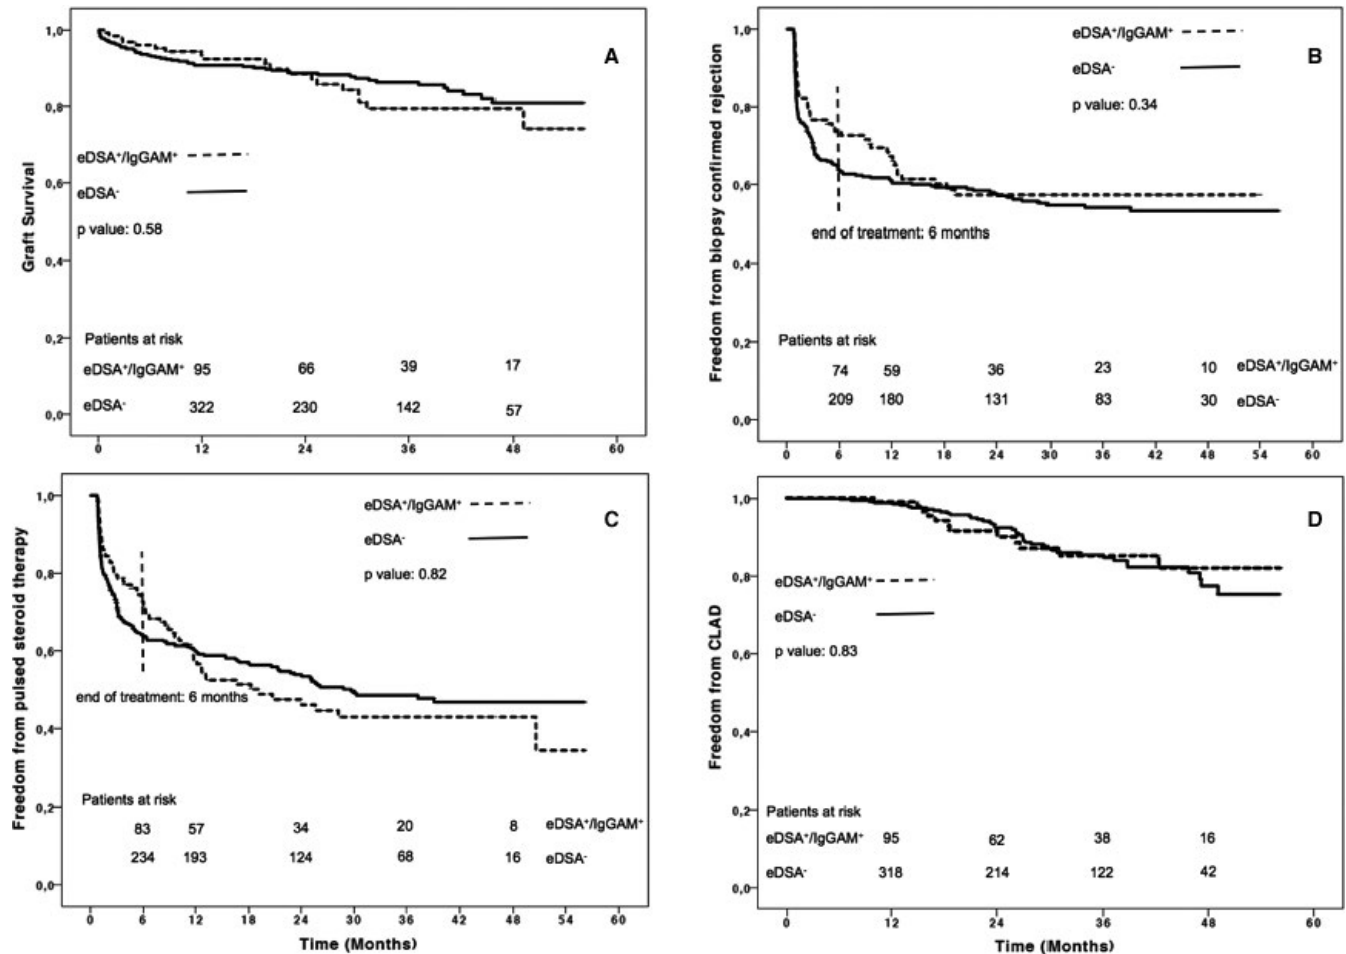 A
1,0
0,8
0,6
0,4
0,2
0,0
Graft Survival
eDSA⁺/IgGAM⁺
eDSA⁻
p value: 0.58
Patients at risk
eDSA⁺/IgGAM⁺ 95 66 39 17
eDSA⁻ 322 230 142 57
0 12 24 36 48 60
B
1,0
0,8
0,6
0,4
0,2
0,0
Freedom from biopsy confirmed rejection
eDSA⁺/IgGAM⁺
eDSA⁻
p value: 0.34
end of treatment: 6 months
Patients at risk
74 59 36 23 10 eDSA⁺/IgGAM⁺
209 180 131 83 30 eDSA⁻
0 6 12 18 24 30 36 42 48 54 60
C
1,0
0,8
0,6
0,4
0,2
0,0
Freedom from pulsed steroid therapy
eDSA⁺/IgGAM⁺
eDSA⁻
p value: 0.82
end of treatment: 6 months
Patients at risk
83 57 34 20 8 eDSA⁺/IgGAM⁺
234 193 124 68 16 eDSA⁻
0 6 12 18 24 30 36 42 48 54 60
Time (Months)
D
1,0
0,8
0,6
0,4
0,2
0,0
Freedom from CLAD
eDSA⁺/IgGAM⁺
eDSA⁻
p value: 0.83
Patients at risk
eDSA⁺/IgGAM⁺ 95 62 38 16
eDSA⁻ 318 214 122 42
0 12 24 36 48 60
Time (Months)